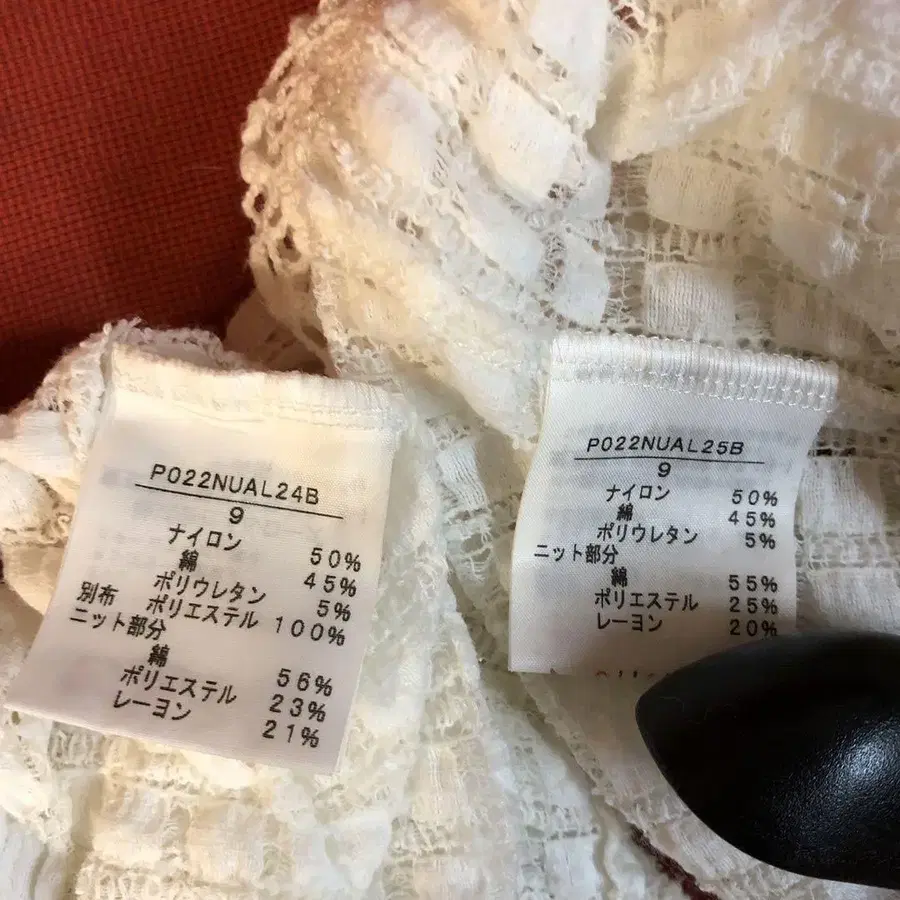 P022NUAL24B
9
ナイロン 50%
綿 45%
ポリウレタン 5%
別布 ポリエステル 100%
ニット部分
綿 56%
ポリエステル 23%
レーヨン 21%
P022NUAL25B
9
ナイロン 50%
綿 45%
ポリウレタン 5%
ニット部分
綿 55%
ポリエステル 25%
レーヨン 20%